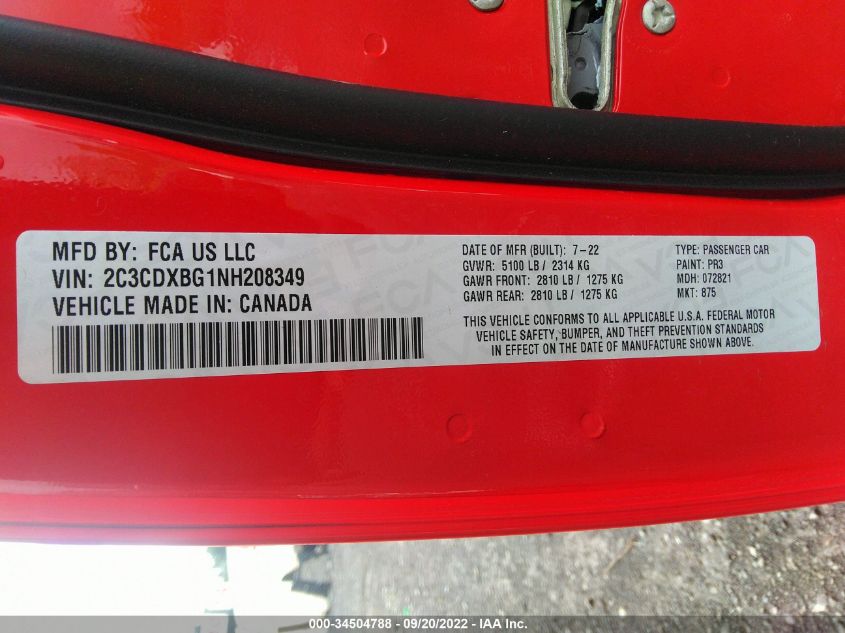 MFD BY: FCA US LLC
VIN: 2C3CDXBG1NH208349
VEHICLE MADE IN: CANADA
DATE OF MFR (BUILT): 7-22
GVWR: 5100 LB / 2314 KG
GAWR FRONT: 2810 LB / 1275 KG
GAWR REAR: 2810 LB / 1275 KG
TYPE: PASSENGER CAR
PAINT: PR3
MDH: 072821
MKT: 875
THIS VEHICLE CONFORMS TO ALL APPLICABLE U.S.A. FEDERAL MOTOR
VEHICLE SAFETY, BUMPER, AND THEFT PREVENTION STANDARDS
IN EFFECT ON THE DATE OF MANUFACTURE SHOWN ABOVE.
000-34504788 - 09/20/2022 - IAA Inc.